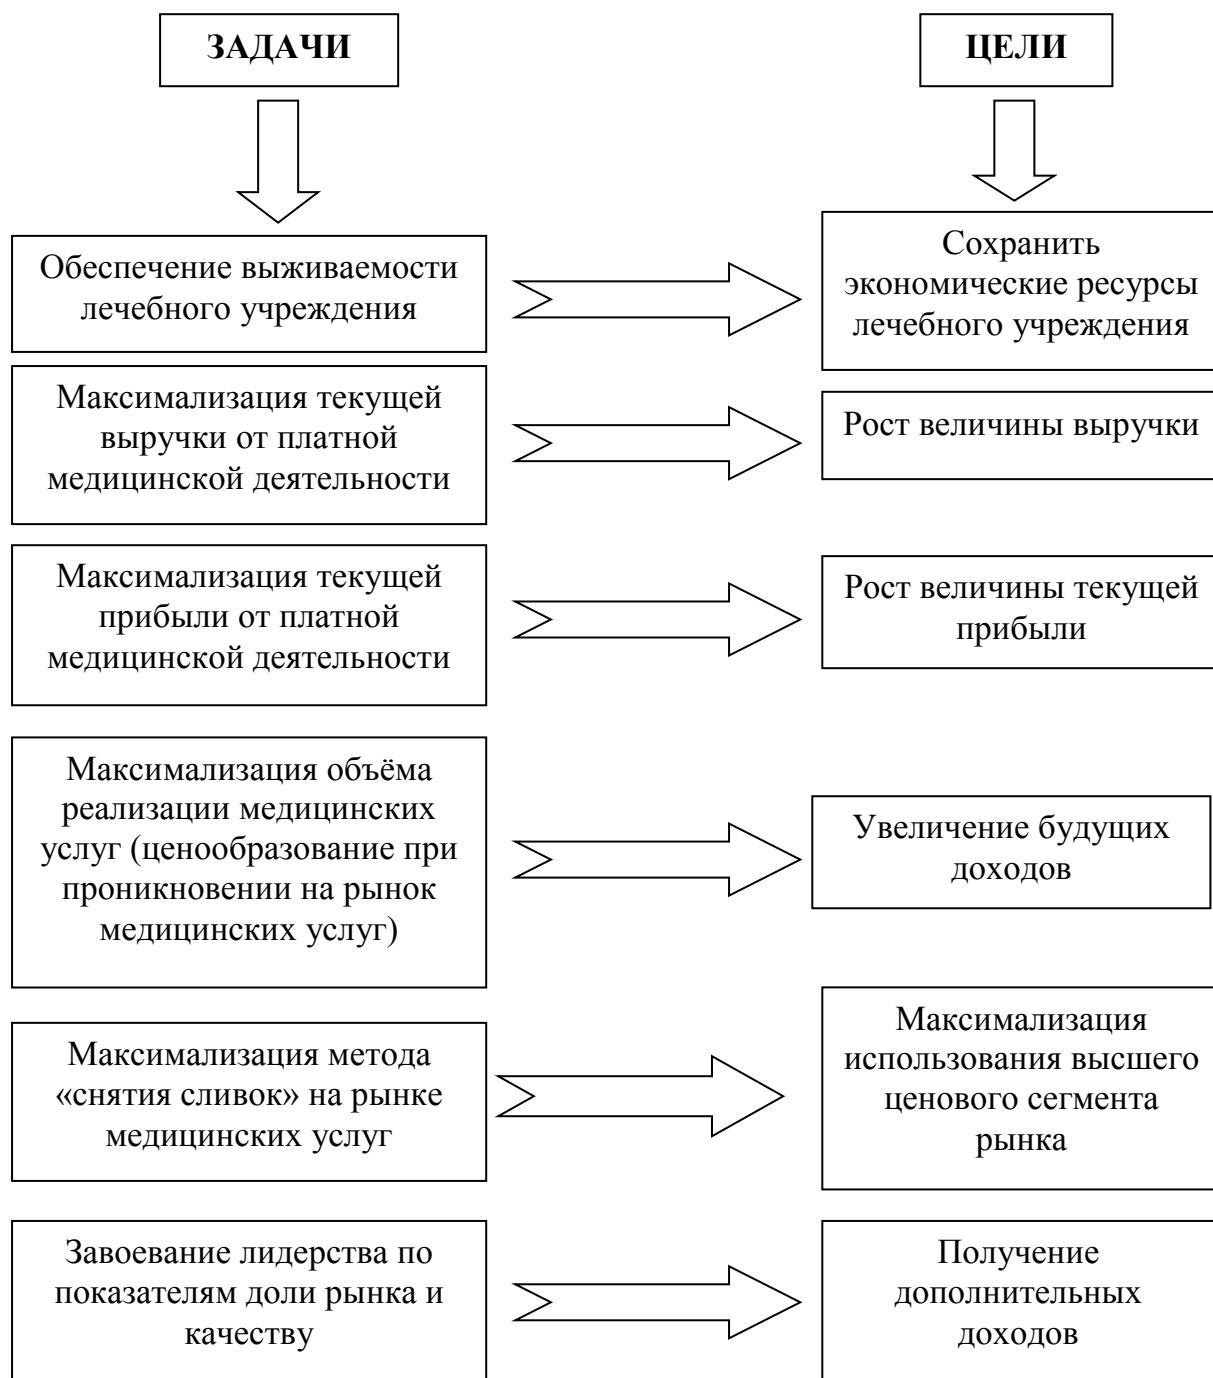 ЗАДАЧИ
ЦЕЛИ
Обеспечение выживаемости
лечебного учреждения
Сохранить
экономические ресурсы
лечебного учреждения
Максимализация текущей
выручки от платной
медицинской деятельности
Рост величины выручки
Максимализация текущей
прибыли от платной
медицинской деятельности
Рост величины текущей
прибыли
Максимализация объёма
реализации медицинских
услуг (ценообразование при
проникновении на рынок
медицинских услуг)
Увеличение будущих
доходов
Максимализация метода
«снятия сливок» на рынке
медицинских услуг
Максимализация
использования высшего
ценового сегмента
рынка
Завоевание лидерства по
показателям доли рынка и
качеству
Получение
дополнительных
доходов